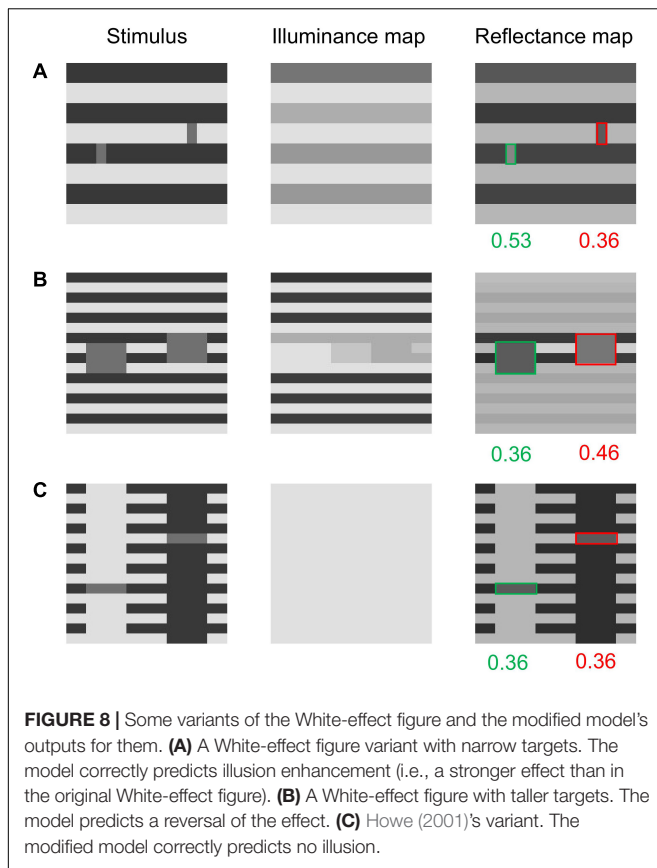 Stimulus Illuminance map Reflectance map
A
0.53 0.36
B
0.36 0.46
C
0.36 0.36
FIGURE 8 | Some variants of the White-effect figure and the modified model's
outputs for them. (A) A White-effect figure variant with narrow targets. The
model correctly predicts illusion enhancement (i.e., a stronger effect than in
the original White-effect figure). (B) A White-effect figure with taller targets. The
model predicts a reversal of the effect. (C) Howe (2001)'s variant. The
modified model correctly predicts no illusion.